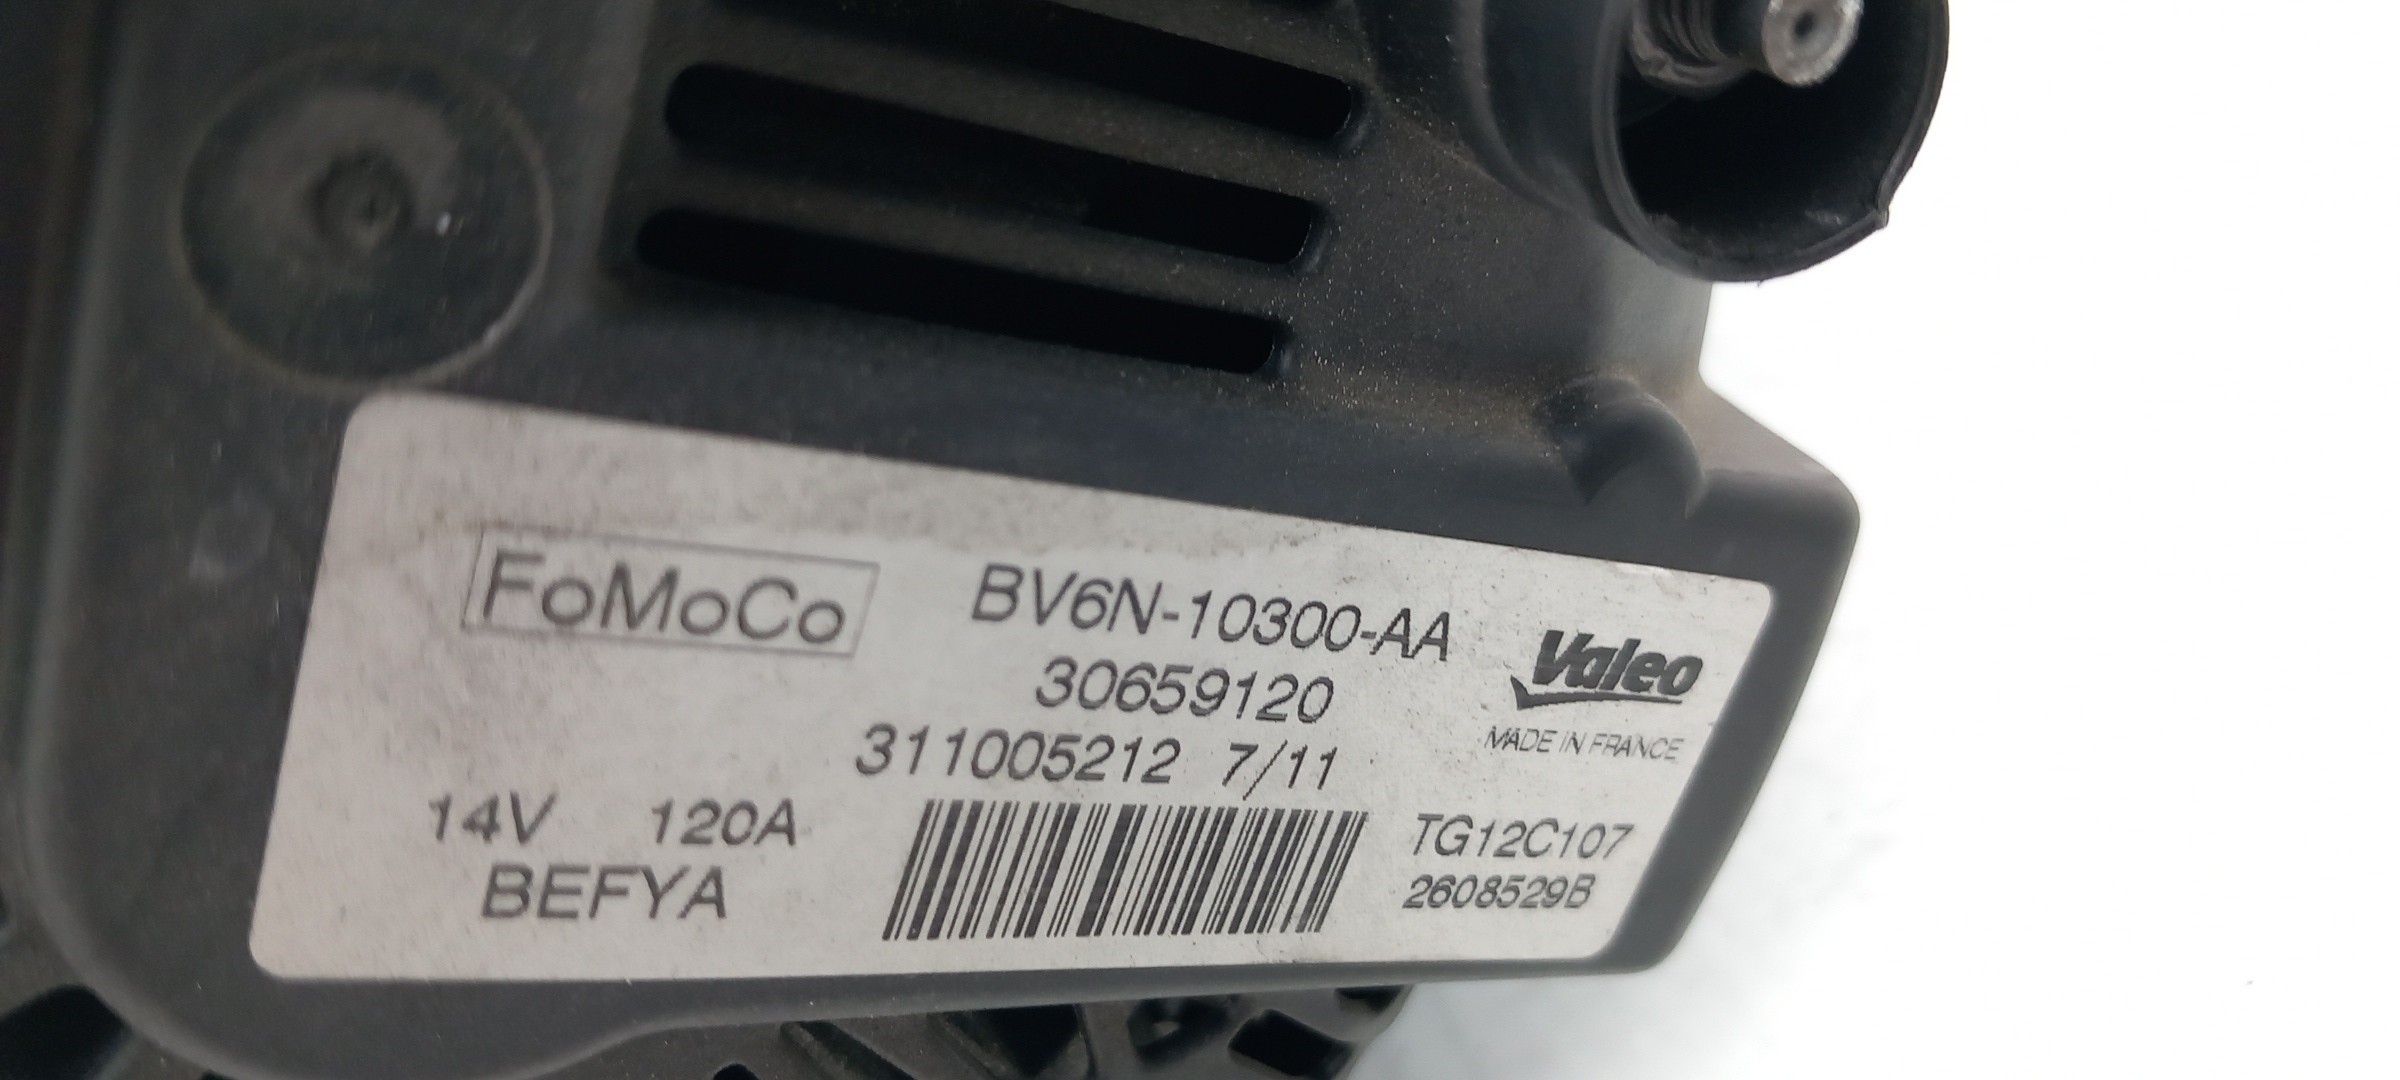 FoMoCo
BV6N-10300-AA
30659120
311005212 7/11
Valeo
MADE IN FRANCE
14V 120A
BEFYA
TG12C107
2608529B